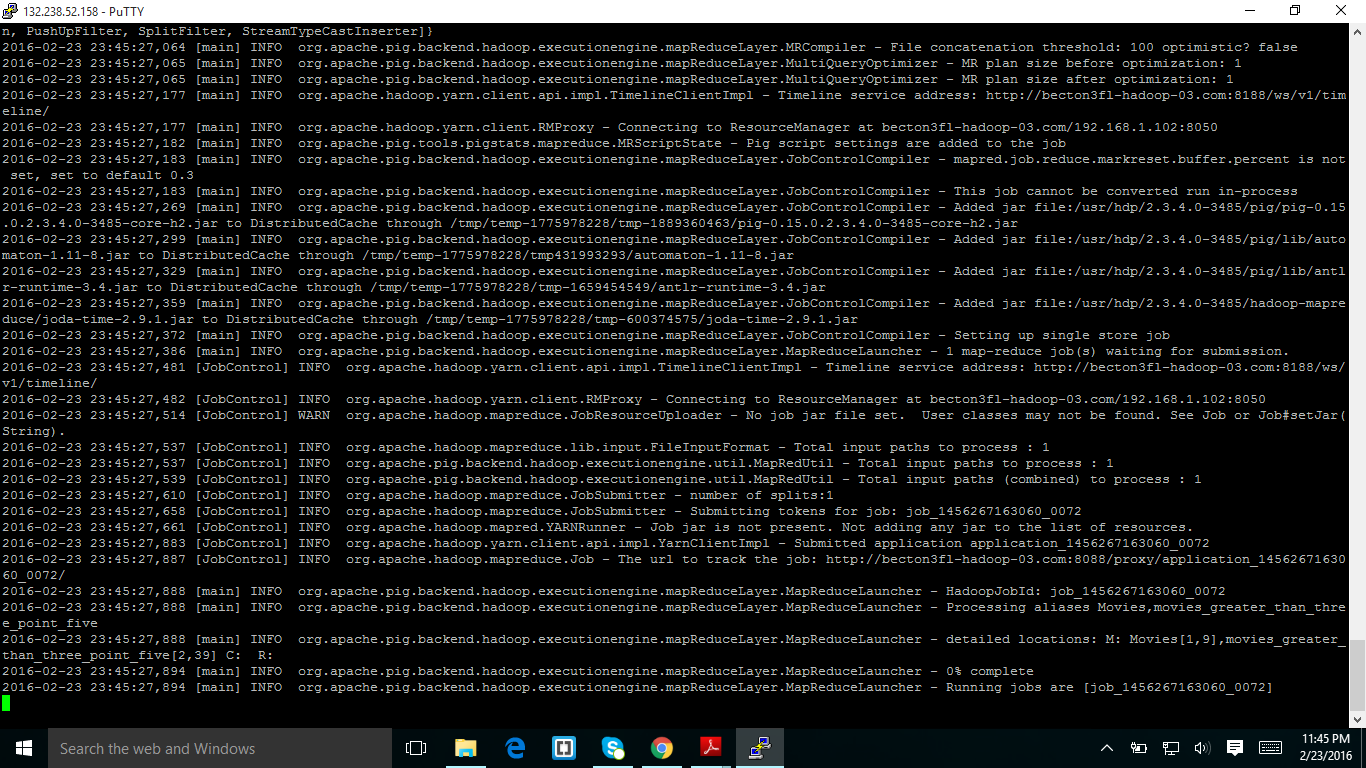 132.238.52.158 - PuTTY
n, PushUpFilter, SplitFilter, StreamTypeCastInserter]}
2016-02-23 23:45:27,064 [main] INFO  org.apache.pig.backend.hadoop.executionengine.mapReduceLayer.MRCompiler - File concatenation threshold: 100 optimistic? false
2016-02-23 23:45:27,065 [main] INFO  org.apache.pig.backend.hadoop.executionengine.mapReduceLayer.MultiQueryOptimizer - MR plan size before optimization: 1
2016-02-23 23:45:27,065 [main] INFO  org.apache.pig.backend.hadoop.executionengine.mapReduceLayer.MultiQueryOptimizer - MR plan size after optimization: 1
2016-02-23 23:45:27,177 [main] INFO  org.apache.hadoop.yarn.client.api.impl.TimelineClientImpl - Timeline service address: http://becton3fl-hadoop-03.com:8188/ws/v1/tim
eline/
2016-02-23 23:45:27,177 [main] INFO  org.apache.hadoop.yarn.client.RMProxy - Connecting to ResourceManager at becton3fl-hadoop-03.com/192.168.1.102:8050
2016-02-23 23:45:27,182 [main] INFO  org.apache.pig.tools.pigstats.mapreduce.MRScriptState - Pig script settings are added to the job
2016-02-23 23:45:27,183 [main] INFO  org.apache.pig.backend.hadoop.executionengine.mapReduceLayer.JobControlCompiler - mapred.job.reduce.markreset.buffer.percent is not
 set, set to default 0.3
2016-02-23 23:45:27,183 [main] INFO  org.apache.pig.backend.hadoop.executionengine.mapReduceLayer.JobControlCompiler - This job cannot be converted run in-process
2016-02-23 23:45:27,269 [main] INFO  org.apache.pig.backend.hadoop.executionengine.mapReduceLayer.JobControlCompiler - Added jar file:/usr/hdp/2.3.4.0-3485/pig/pig-0.15
.0.2.3.4.0-3485-core-h2.jar to DistributedCache through /tmp/temp-1775978228/tmp-1889360463/pig-0.15.0.2.3.4.0-3485-core-h2.jar
2016-02-23 23:45:27,299 [main] INFO  org.apache.pig.backend.hadoop.executionengine.mapReduceLayer.JobControlCompiler - Added jar file:/usr/hdp/2.3.4.0-3485/pig/lib/auto
maton-1.11-8.jar to DistributedCache through /tmp/temp-1775978228/tmp431993293/automaton-1.11-8.jar
2016-02-23 23:45:27,329 [main] INFO  org.apache.pig.backend.hadoop.executionengine.mapReduceLayer.JobControlCompiler - Added jar file:/usr/hdp/2.3.4.0-3485/pig/lib/antl
r-runtime-3.4.jar to DistributedCache through /tmp/temp-1775978228/tmp-1659454549/antlr-runtime-3.4.jar
2016-02-23 23:45:27,359 [main] INFO  org.apache.pig.backend.hadoop.executionengine.mapReduceLayer.JobControlCompiler - Added jar file:/usr/hdp/2.3.4.0-3485/hadoop-mapre
duce/joda-time-2.9.1.jar to DistributedCache through /tmp/temp-1775978228/tmp-600374575/joda-time-2.9.1.jar
2016-02-23 23:45:27,372 [main] INFO  org.apache.pig.backend.hadoop.executionengine.mapReduceLayer.JobControlCompiler - Setting up single store job
2016-02-23 23:45:27,386 [main] INFO  org.apache.pig.backend.hadoop.executionengine.mapReduceLayer.MapReduceLauncher - 1 map-reduce job(s) waiting for submission.
2016-02-23 23:45:27,481 [JobControl] INFO  org.apache.hadoop.yarn.client.api.impl.TimelineClientImpl - Timeline service address: http://becton3fl-hadoop-03.com:8188/ws/
v1/timeline/
2016-02-23 23:45:27,482 [JobControl] INFO  org.apache.hadoop.yarn.client.RMProxy - Connecting to ResourceManager at becton3fl-hadoop-03.com/192.168.1.102:8050
2016-02-23 23:45:27,514 [JobControl] WARN  org.apache.hadoop.mapreduce.JobResourceUploader - No job jar file set.  User classes may not be found. See Job or Job#setJar(
String).
2016-02-23 23:45:27,537 [JobControl] INFO  org.apache.hadoop.mapreduce.lib.input.FileInputFormat - Total input paths to process : 1
2016-02-23 23:45:27,537 [JobControl] INFO  org.apache.pig.backend.hadoop.executionengine.util.MapRedUtil - Total input paths to process : 1
2016-02-23 23:45:27,539 [JobControl] INFO  org.apache.pig.backend.hadoop.executionengine.util.MapRedUtil - Total input paths (combined) to process : 1
2016-02-23 23:45:27,610 [JobControl] INFO  org.apache.hadoop.mapreduce.JobSubmitter - number of splits:1
2016-02-23 23:45:27,658 [JobControl] INFO  org.apache.hadoop.mapreduce.JobSubmitter - Submitting tokens for job: job_1456267163060_0072
2016-02-23 23:45:27,661 [JobControl] INFO  org.apache.hadoop.mapred.YARNRunner - Job jar is not present. Not adding any jar to the list of resources.
2016-02-23 23:45:27,883 [JobControl] INFO  org.apache.hadoop.yarn.client.api.impl.YarnClientImpl - Submitted application application_1456267163060_0072
2016-02-23 23:45:27,887 [JobControl] INFO  org.apache.hadoop.mapreduce.Job - The url to track the job: http://becton3fl-hadoop-03.com:8088/proxy/application_14562671630
60_0072/
2016-02-23 23:45:27,888 [main] INFO  org.apache.pig.backend.hadoop.executionengine.mapReduceLayer.MapReduceLauncher - HadoopJobId: job_1456267163060_0072
2016-02-23 23:45:27,888 [main] INFO  org.apache.pig.backend.hadoop.executionengine.mapReduceLayer.MapReduceLauncher - Processing aliases Movies,movies_greater_than_thre
e_point_five
2016-02-23 23:45:27,888 [main] INFO  org.apache.pig.backend.hadoop.executionengine.mapReduceLayer.MapReduceLauncher - detailed locations: M: Movies[1,9],movies_greater_
than_three_point_five[2,39] C:  R:
2016-02-23 23:45:27,894 [main] INFO  org.apache.pig.backend.hadoop.executionengine.mapReduceLayer.MapReduceLauncher - 0% complete
2016-02-23 23:45:27,894 [main] INFO  org.apache.pig.backend.hadoop.executionengine.mapReduceLayer.MapReduceLauncher - Running jobs are [job_1456267163060_0072]
Search the web and Windows
11:45 PM
2/23/2016